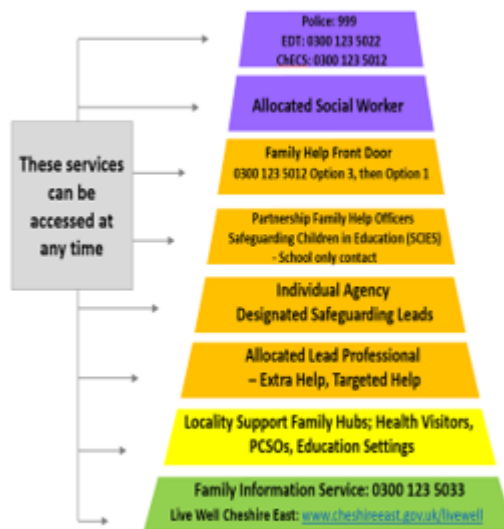 Police: 999
EDT: 0300 123 5022
ChECS: 0300 123 5012
Allocated Social Worker
These services
can be
accessed at
any time
Family Help Front Door
0300 123 5012 Option 3, then Option 1
Partnership Family Help Officers
Safeguarding Children in Education (SCIES)
- School only contact
Individual Agency
Designated Safeguarding Leads
Allocated Lead Professional
– Extra Help, Targeted Help
Locality Support Family Hubs; Health Visitors,
PCSOs, Education Settings
Family Information Service: 0300 123 5033
Live Well Cheshire East: www.cheshireeast.gov.uk/livewell